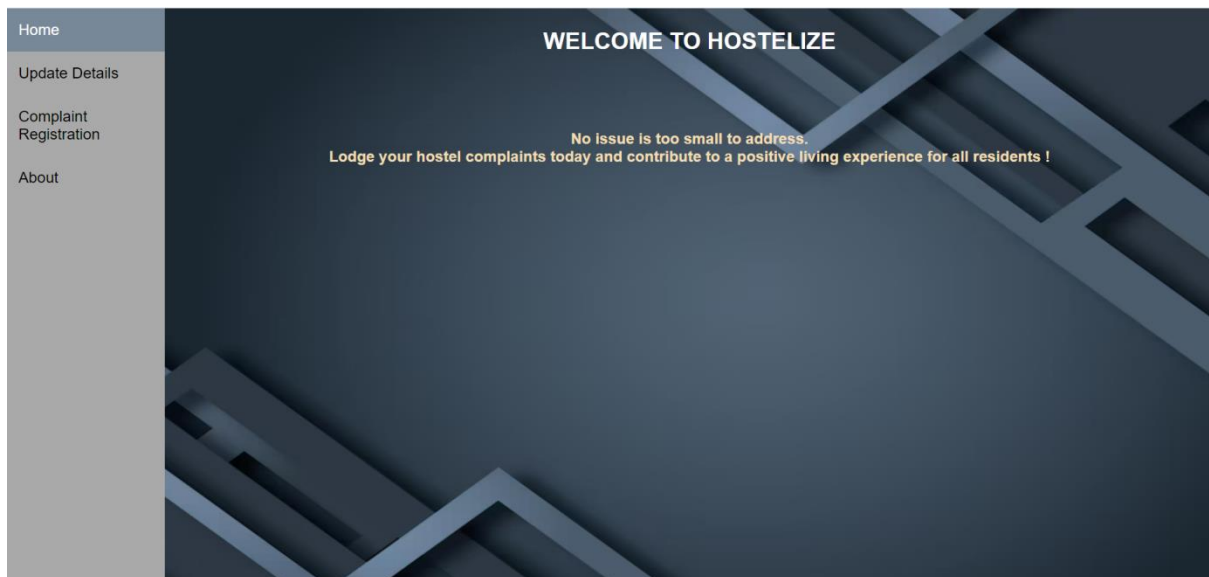 Home
Update Details
Complaint
Registration
About
WELCOME TO HOSTELIZE
No issue is too small to address.
Lodge your hostel complaints today and contribute to a positive living experience for all residents !